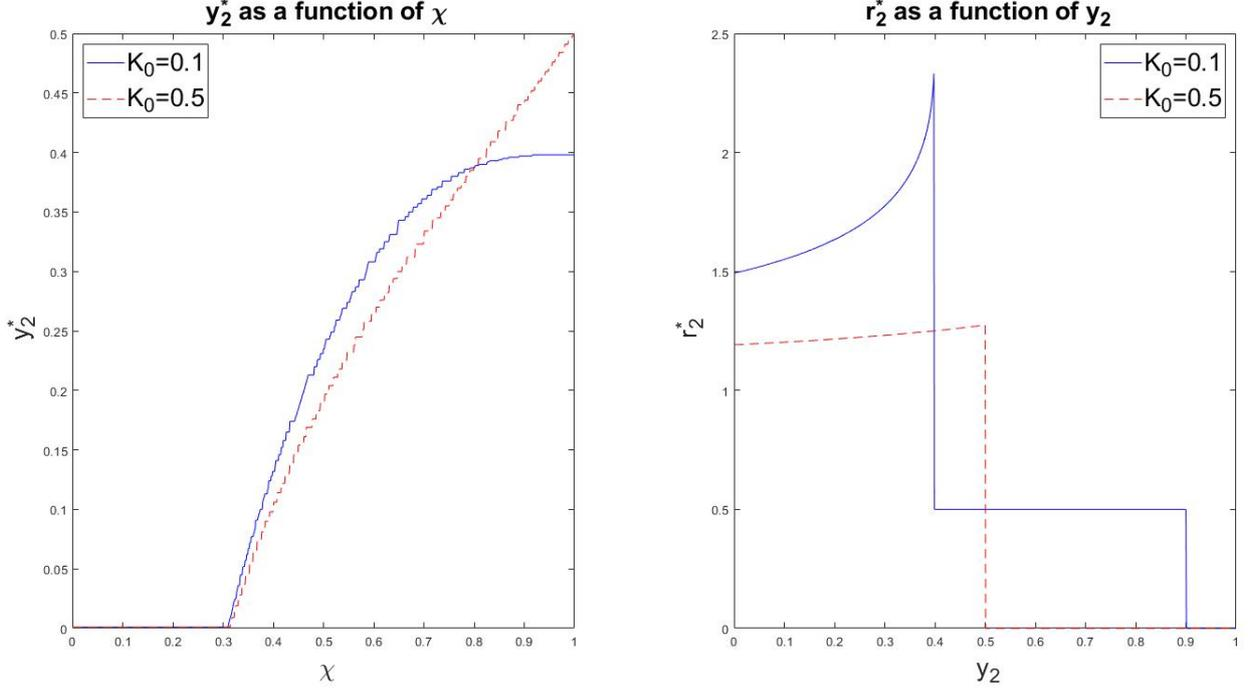 y₂* as a function of χ
0.5
0.45
0.4
0.35
0.3
0.25
0.2
0.15
0.1
0.05
0
K₀=0.1
K₀=0.5
y₂*
0 0.1 0.2 0.3 0.4 0.5 0.6 0.7 0.8 0.9 1
χ
r₂* as a function of y₂
2.5
2
1.5
1
0.5
0
K₀=0.1
K₀=0.5
r₂*
0 0.1 0.2 0.3 0.4 0.5 0.6 0.7 0.8 0.9 1
y₂